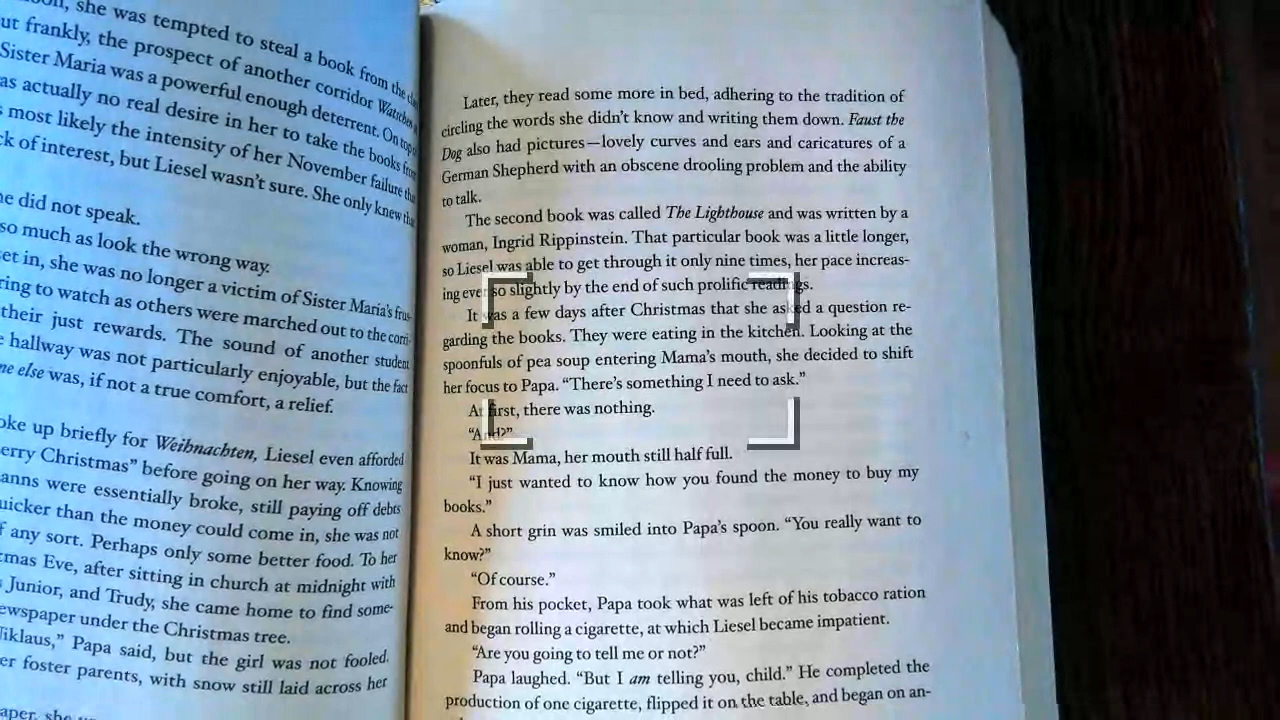 she was tempted to steal a book from the
ut frankly, the prospect of another corridor Watschen
Sister Maria was a powerful enough deterrent. On top
as actually no real desire in her to take the books from
most likely the intensity of her November failure that
ck of interest, but Liesel wasn't sure. She only knew that
he did not speak.
so much as look the wrong way.
et in, she was no longer a victim of Sister Maria's frus-
ring to watch as others were marched out to the corri-
their just rewards. The sound of another student
hallway was not particularly enjoyable, but the fact
ne else was, if not a true comfort, a relief.
oke up briefly for Weihnachten, Liesel even afforded
erry Christmas" before going on her way. Knowing
anns were essentially broke, still paying off debts
uicker than the money could come in, she was not
f any sort. Perhaps only some better food. To her
tmas Eve, after sitting in church at midnight with
s Junior, and Trudy, she came home to find some-
ewspaper under the Christmas tree.
Niklaus," Papa said, but the girl was not fooled.
er foster parents, with snow still laid across her
Later, they read some more in bed, adhering to the tradition of
circling the words she didn't know and writing them down. Faust the
Dog also had pictures—lovely curves and ears and caricatures of a
German Shepherd with an obscene drooling problem and the ability
to talk.
The second book was called The Lighthouse and was written by a
woman, Ingrid Rippinstein. That particular book was a little longer,
so Liesel was able to get through it only nine times, her pace increas-
ing ever so slightly by the end of such prolific readings.
It was a few days after Christmas that she asked a question re-
garding the books. They were eating in the kitchen. Looking at the
spoonfuls of pea soup entering Mama's mouth, she decided to shift
her focus to Papa. "There's something I need to ask."
At first, there was nothing.
"And?"
It was Mama, her mouth still half full.
"I just wanted to know how you found the money to buy my
books."
A short grin was smiled into Papa's spoon. "You really want to
know?"
"Of course."
From his pocket, Papa took what was left of his tobacco ration
and began rolling a cigarette, at which Liesel became impatient.
"Are you going to tell me or not?"
Papa laughed. "But I am telling you, child." He completed the
production of one cigarette, flipped it on the table, and began on an-